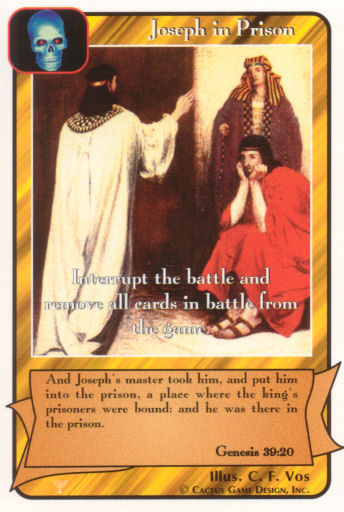 Joseph in Prison
Interrupt the battle and
remove all cards in battle from
the game.
And Joseph's master took him, and put him
into the prison, a place where the king's
prisoners were bound: and he was there in
the prison.
Genesis 39:20
Illus. C. F. Vos
© Cactus Game Design, Inc.